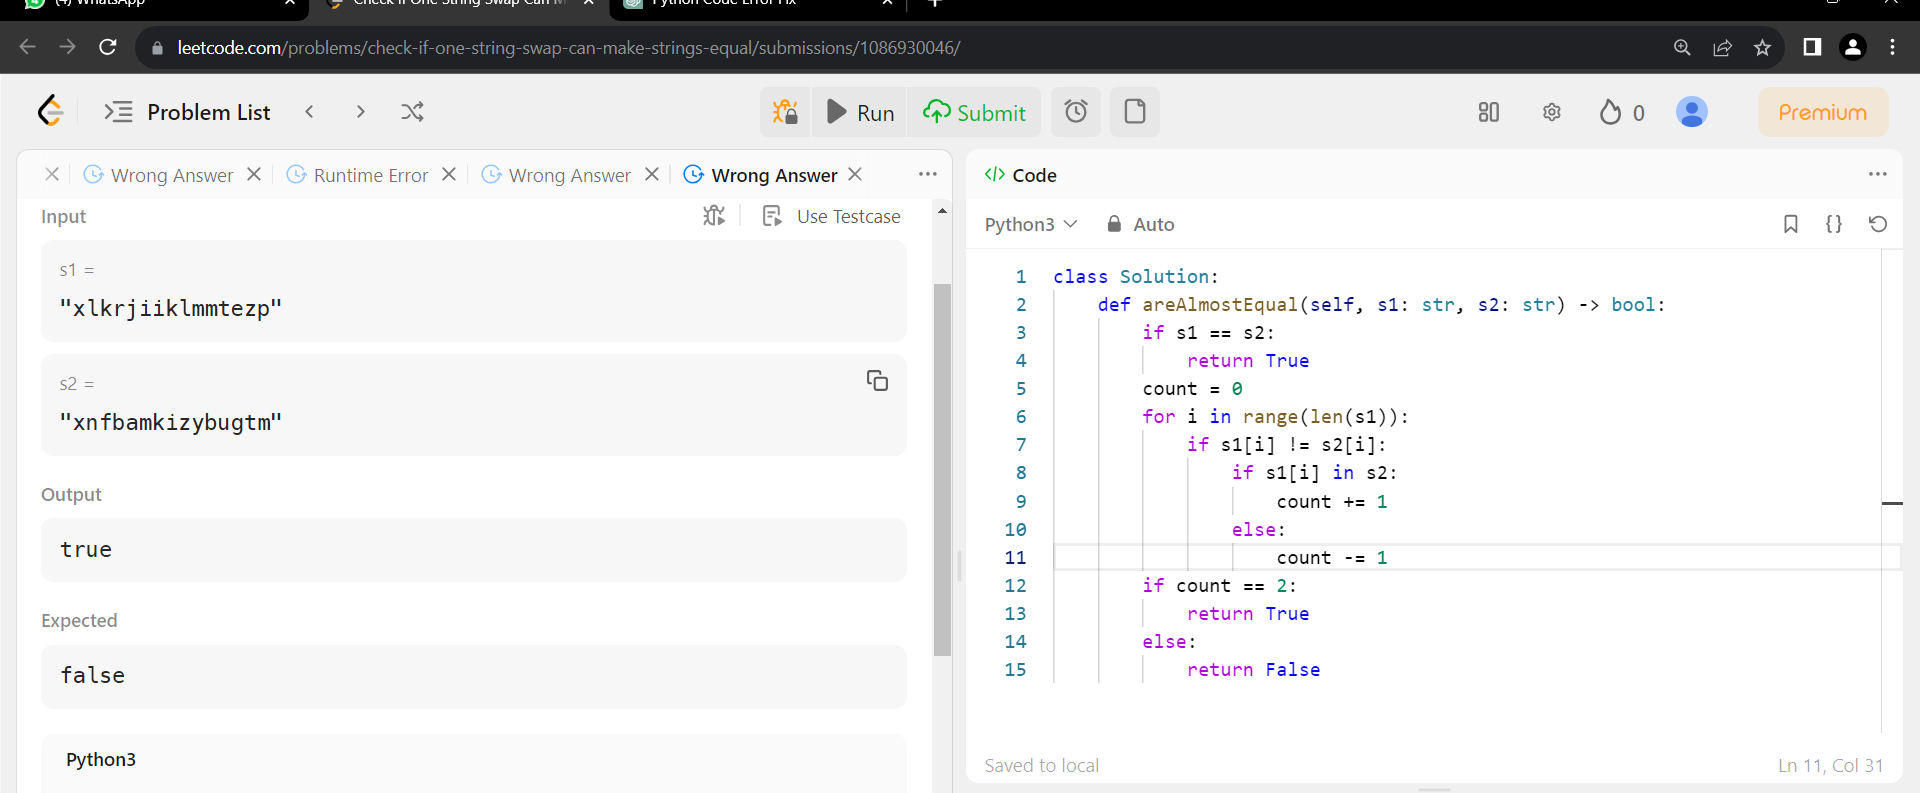 (4) WhatsApp
Check if One String Swap Can M
Python Code Error Fix
leetcode.com/problems/check-if-one-string-swap-can-make-strings-equal/submissions/1086930046/
Problem List
Run
Submit
0
Premium
Wrong Answer
Runtime Error
Wrong Answer
Wrong Answer
Input
Use Testcase
s1 =
"xlkrjiiklmmtezp"
s2 =
"xnfbamkizybugtm"
Output
true
Expected
false
Python3
</> Code
Python3
Auto
{}
1 class Solution:
2 def areAlmostEqual(self, s1: str, s2: str) -> bool:
3 if s1 == s2:
4 return True
5 count = 0
6 for i in range(len(s1)):
7 if s1[i] != s2[i]:
8 if s1[i] in s2:
9 count += 1
10 else:
11 count -= 1
12 if count == 2:
13 return True
14 else:
15 return False
Saved to local
Ln 11, Col 31